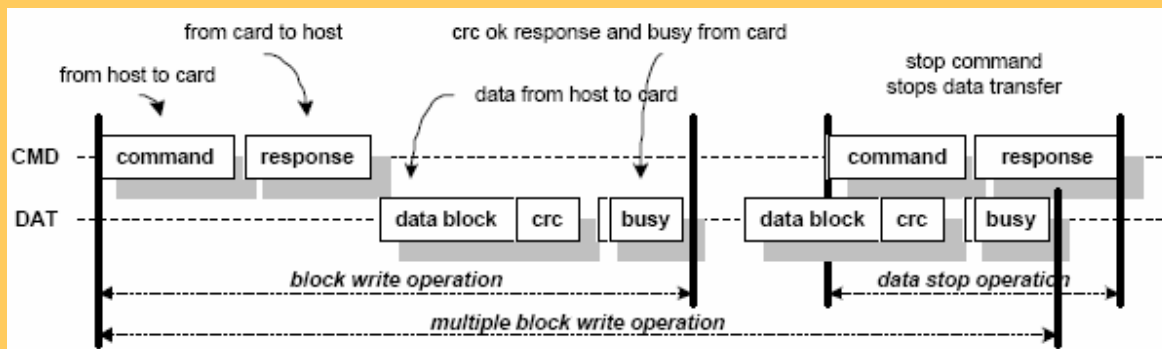 from card to host
crc ok response and busy from card
from host to card
data from host to card
stop command
stops data transfer
CMD command response command response
DAT data block crc busy data block crc busy
block write operation
data stop operation
multiple block write operation